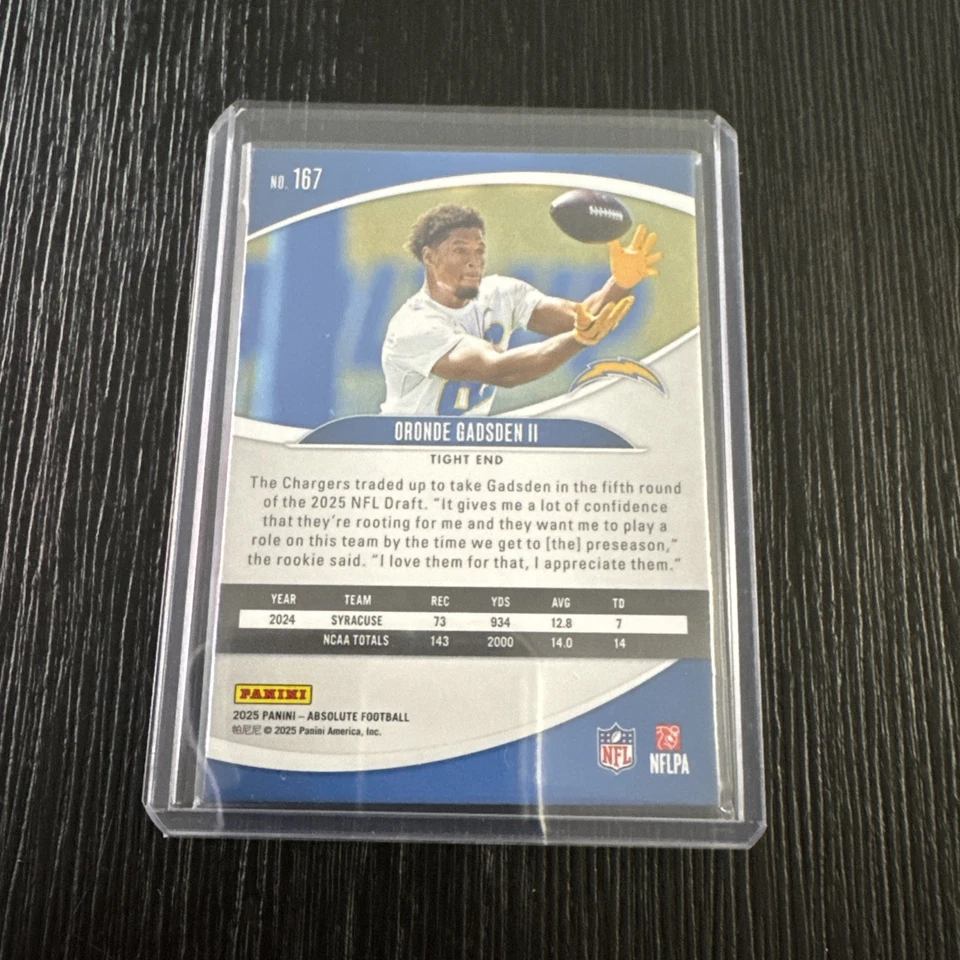 NO. 167
ORONDE GADSDEN II
TIGHT END
The Chargers traded up to take Gadsden in the fifth round
of the 2025 NFL Draft. “It gives me a lot of confidence
that they’re rooting for me and they want me to play a
role on this team by the time we get to [the] preseason,”
the rookie said. “I love them for that, I appreciate them.”
YEAR TEAM REC YDS AVG TD
2024 SYRACUSE 73 934 12.8 7
NCAA TOTALS 143 2000 14.0 14
PANINI
2025 PANINI – ABSOLUTE FOOTBALL
帕尼尼 © 2025 Panini America, Inc.
NFL
NFLPA